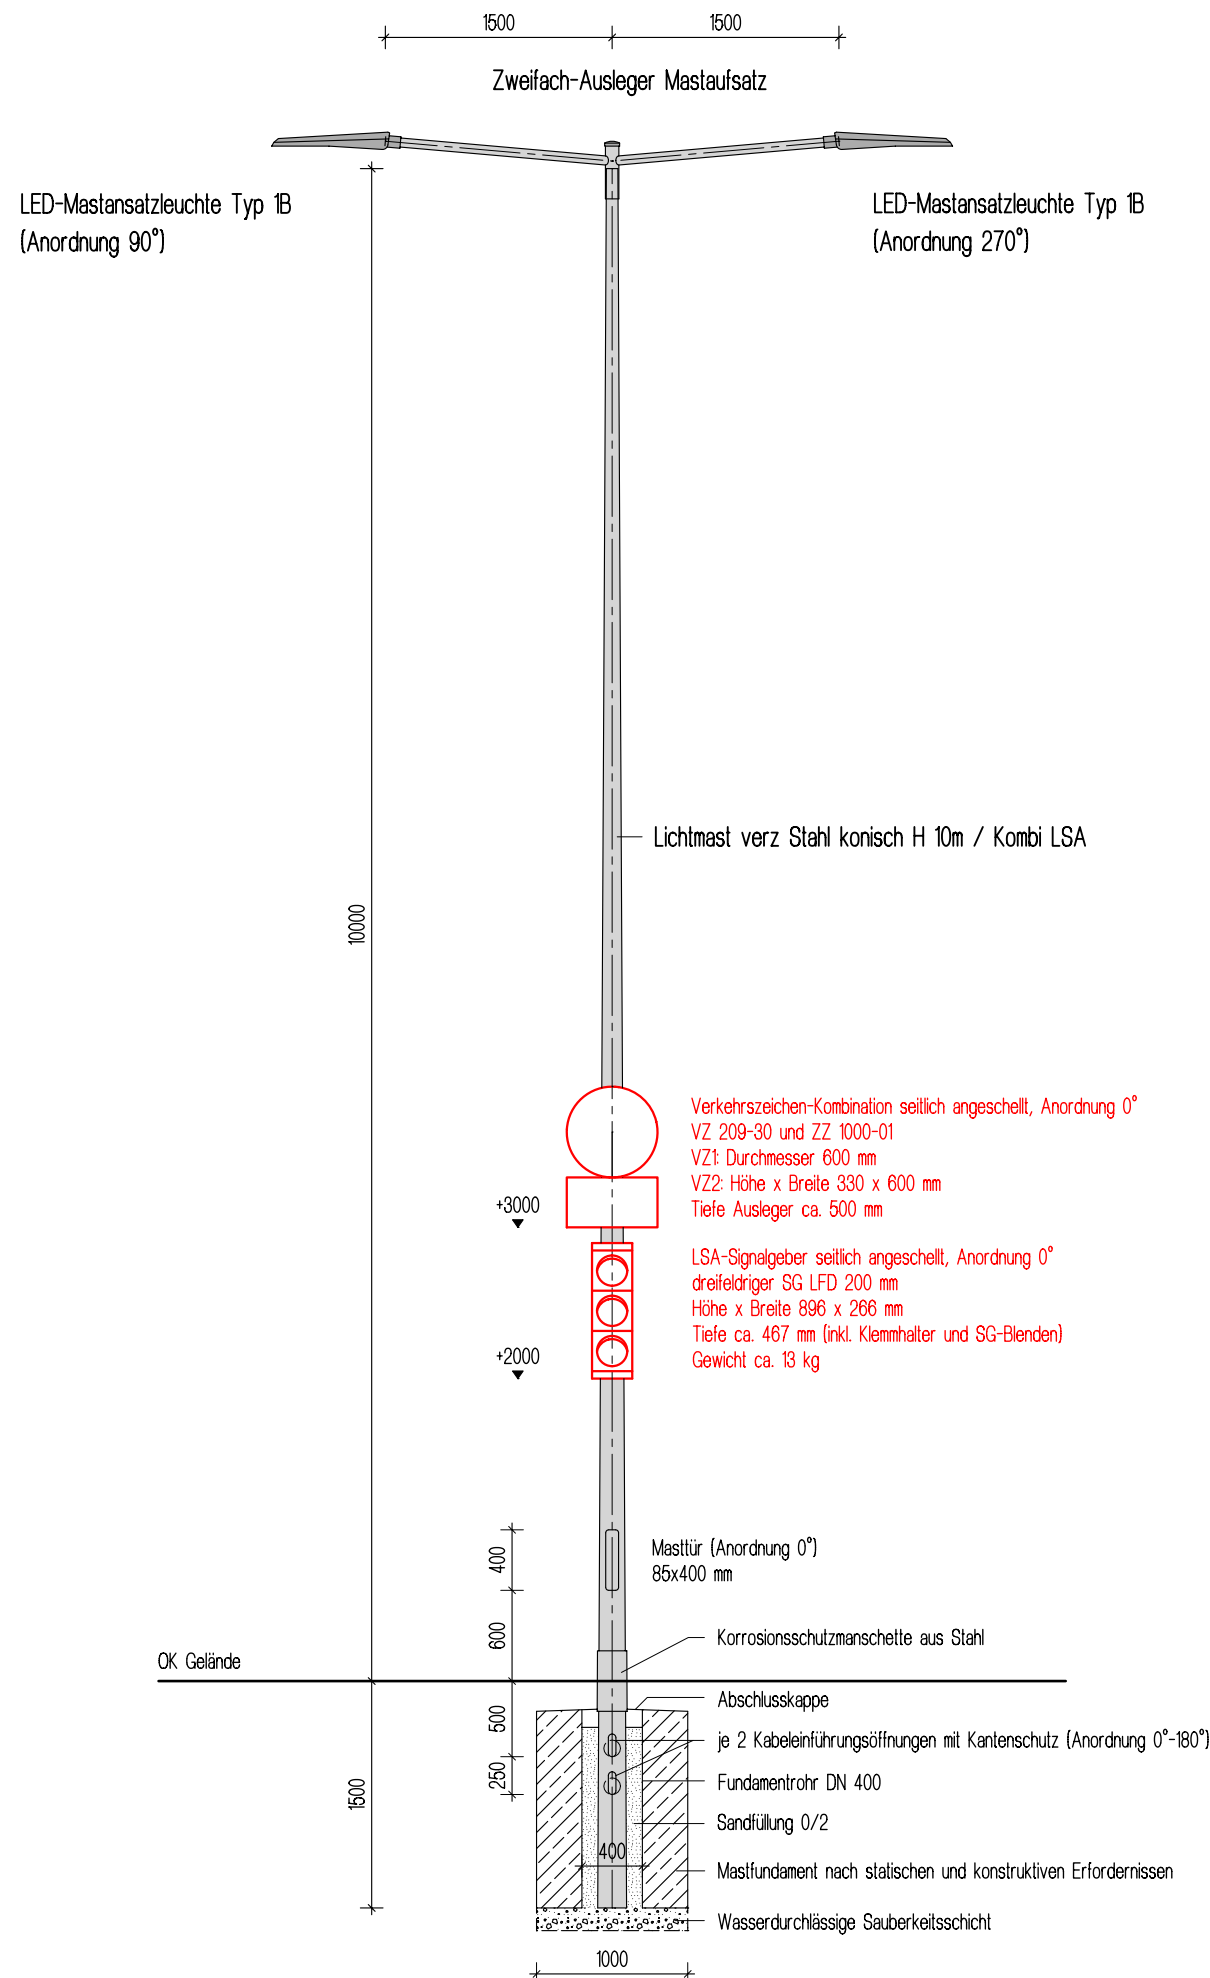 1500
1500
Zweifach-Ausleger Mastaufsatz
LED-Mastansatzleuchte Typ 1B
(Anordnung 90°)
LED-Mastansatzleuchte Typ 1B
(Anordnung 270°)
Lichtmast verz Stahl konisch H 10m / Kombi LSA
10000
Verkehrszeichen-Kombination seitlich angeschellt, Anordnung 0°
VZ 209-30 und ZZ 1000-01
VZ1: Durchmesser 600 mm
VZ2: Höhe x Breite 330 x 600 mm
Tiefe Ausleger ca. 500 mm
+3000
LSA-Signalgeber seitlich angeschellt, Anordnung 0°
dreifeldriger SG LFD 200 mm
Höhe x Breite 896 x 266 mm
Tiefe ca. 467 mm (inkl. Klemmhalter und SG-Blenden)
Gewicht ca. 13 kg
+2000
400
Masttür (Anordnung 0°)
85x400 mm
600
Korrosionsschutzmanschette aus Stahl
OK Gelände
Abschlusskappe
500
je 2 Kabeleinführungsöffnungen mit Kantenschutz (Anordnung 0°-180°)
250
Fundamentrohr DN 400
1500
Sandfüllung 0/2
400
Mastfundament nach statischen und konstruktiven Erfordernissen
Wasserdurchlässige Sauberkeitsschicht
1000